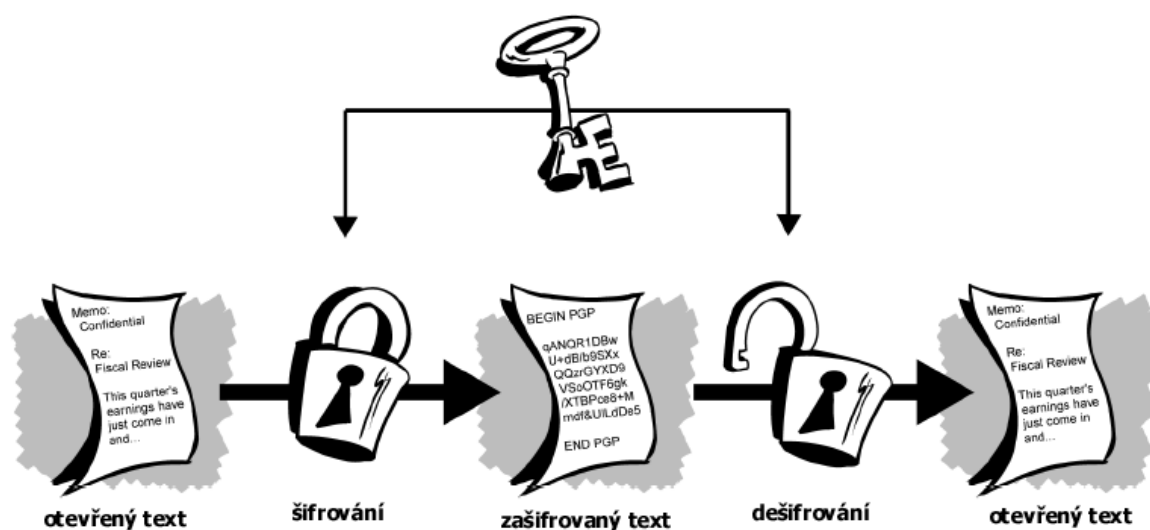 Memo:
Confidential
Re:
Fiscal Review
This quarter's
earnings have
just come in
and...
BEGIN PGP
qANQR1DBw
U+dB/b9SXx
QQzrGYXD9
VSoOTF6gk
/XTBPce8+M
mdf&UlLdDe5
END PGP
Memo:
Confidential
Re:
Fiscal Review
This quarter's
earnings have
just come in
and...
otevřený text
šifrování
zašifrovaný text
dešifrování
otevřený text